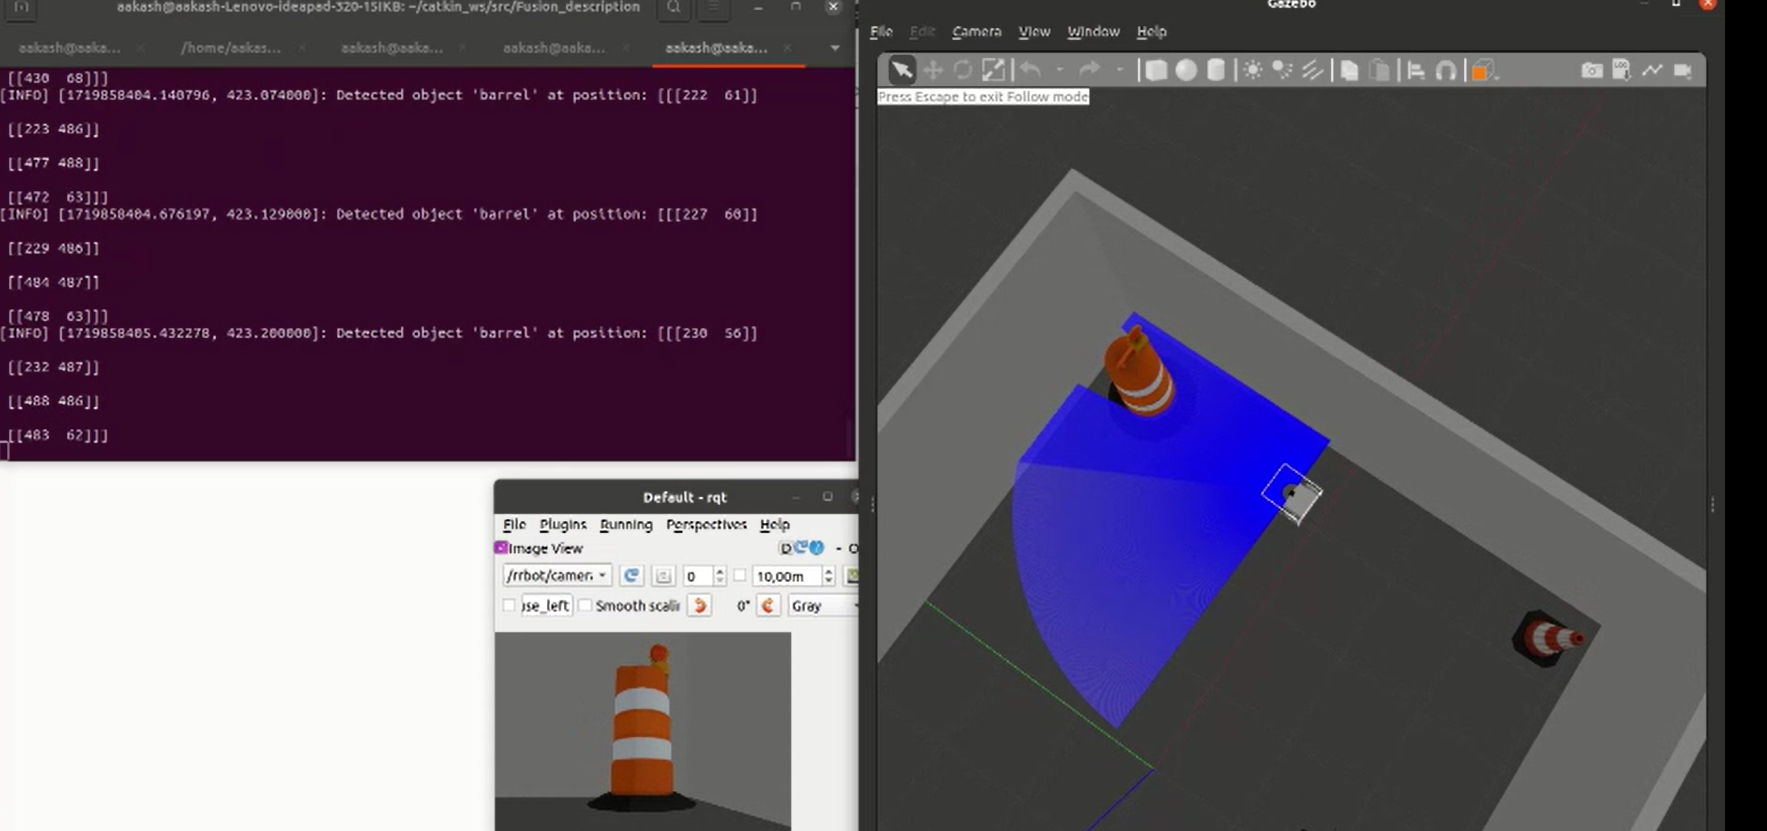 aakash@aakash-Lenovo-ideapad-320-15IKB: ~/catkin_ws/src/Fusion_description
aakash@aaka...
/home/aakas...
aakash@aaka...
aakash@aaka...
aakash@aaka...
[[430  68]]]
[INFO] [1719858404.140796, 423.074000]: Detected object 'barrel' at position: [[[222  61]]
[[223 486]]
[[477 488]]
[[472  63]]]
[INFO] [1719858404.676197, 423.129000]: Detected object 'barrel' at position: [[[227  60]]
[[229 486]]
[[484 487]]
[[478  63]]]
[INFO] [1719858405.432278, 423.200000]: Detected object 'barrel' at position: [[[230  56]]
[[232 487]]
[[488 486]]
[[483  62]]]
Default - rqt
File Plugins Running Perspectives Help
Image View
/rrbot/camer
0
10,00m
use_left
Smooth scali
0°
Gray
Gazebo
File Edit Camera View Window Help
LOG
Press Escape to exit Follow mode